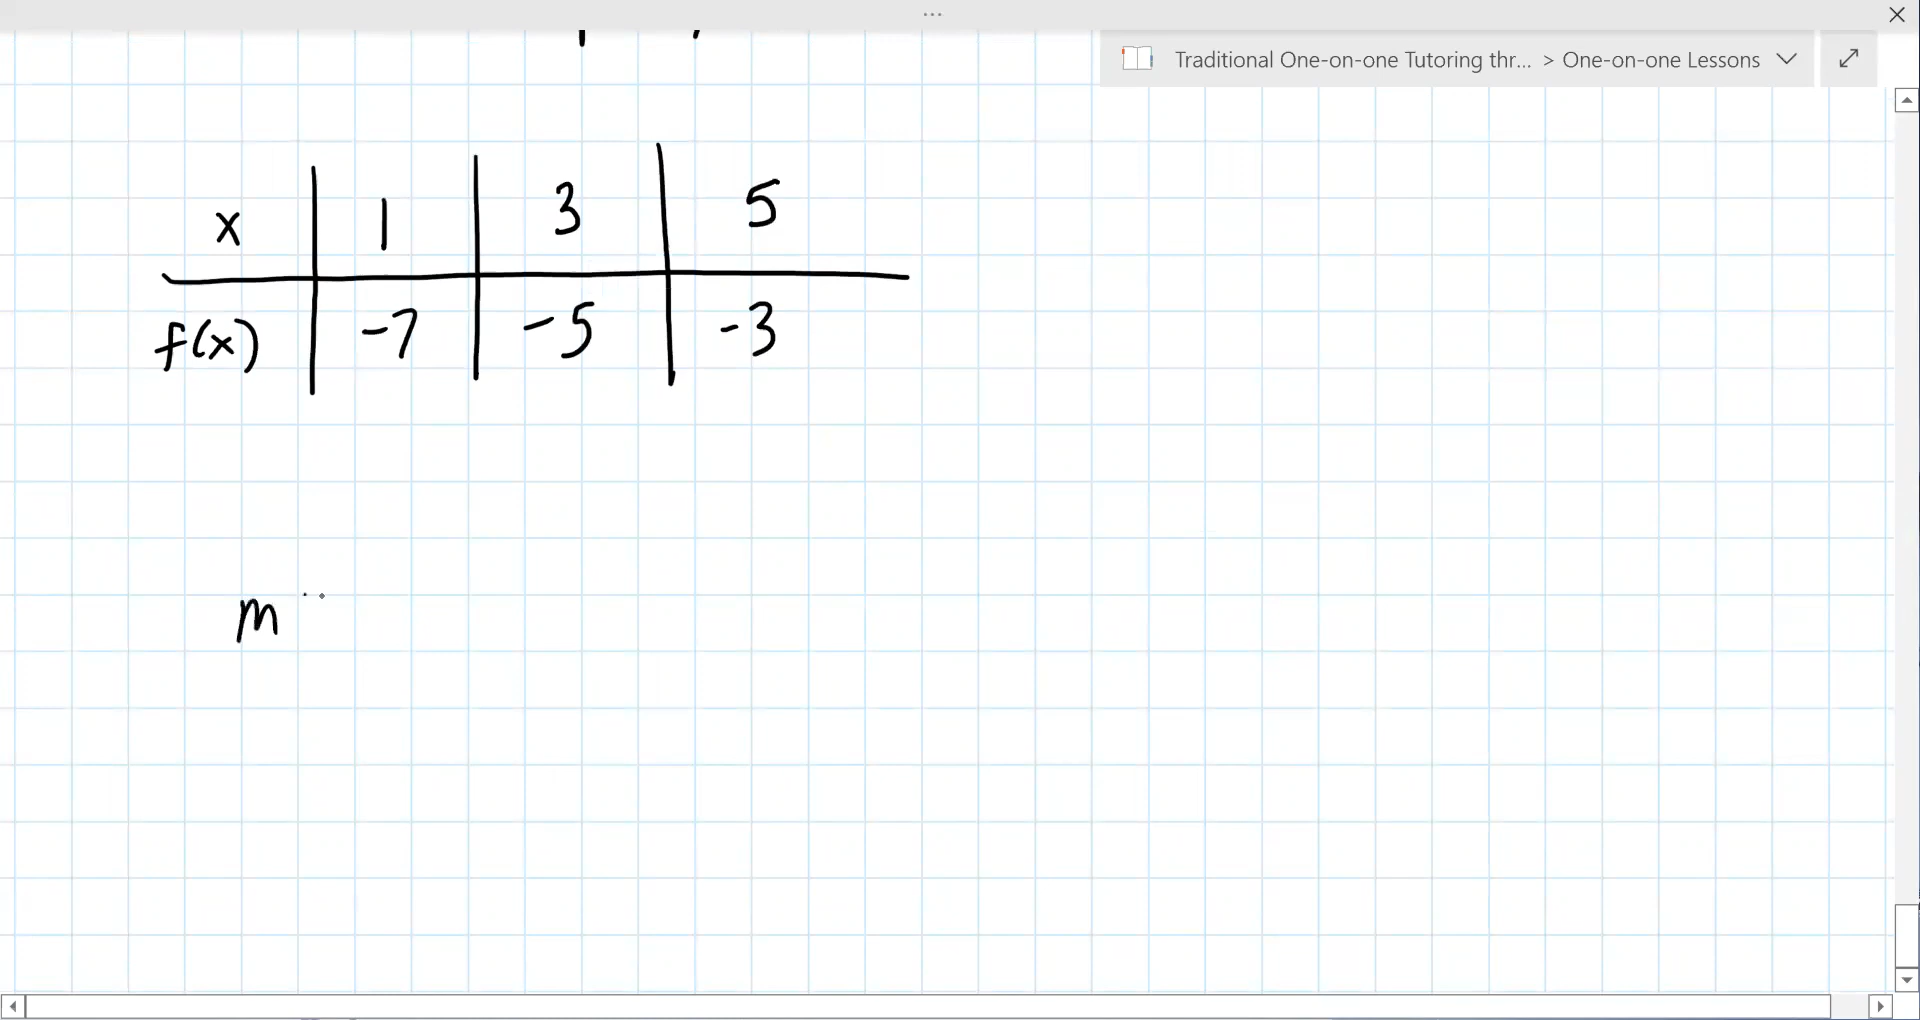 Traditional One-on-one Tutoring thr... > One-on-one Lessons
x 1 3 5
f(x) -7 -5 -3
m